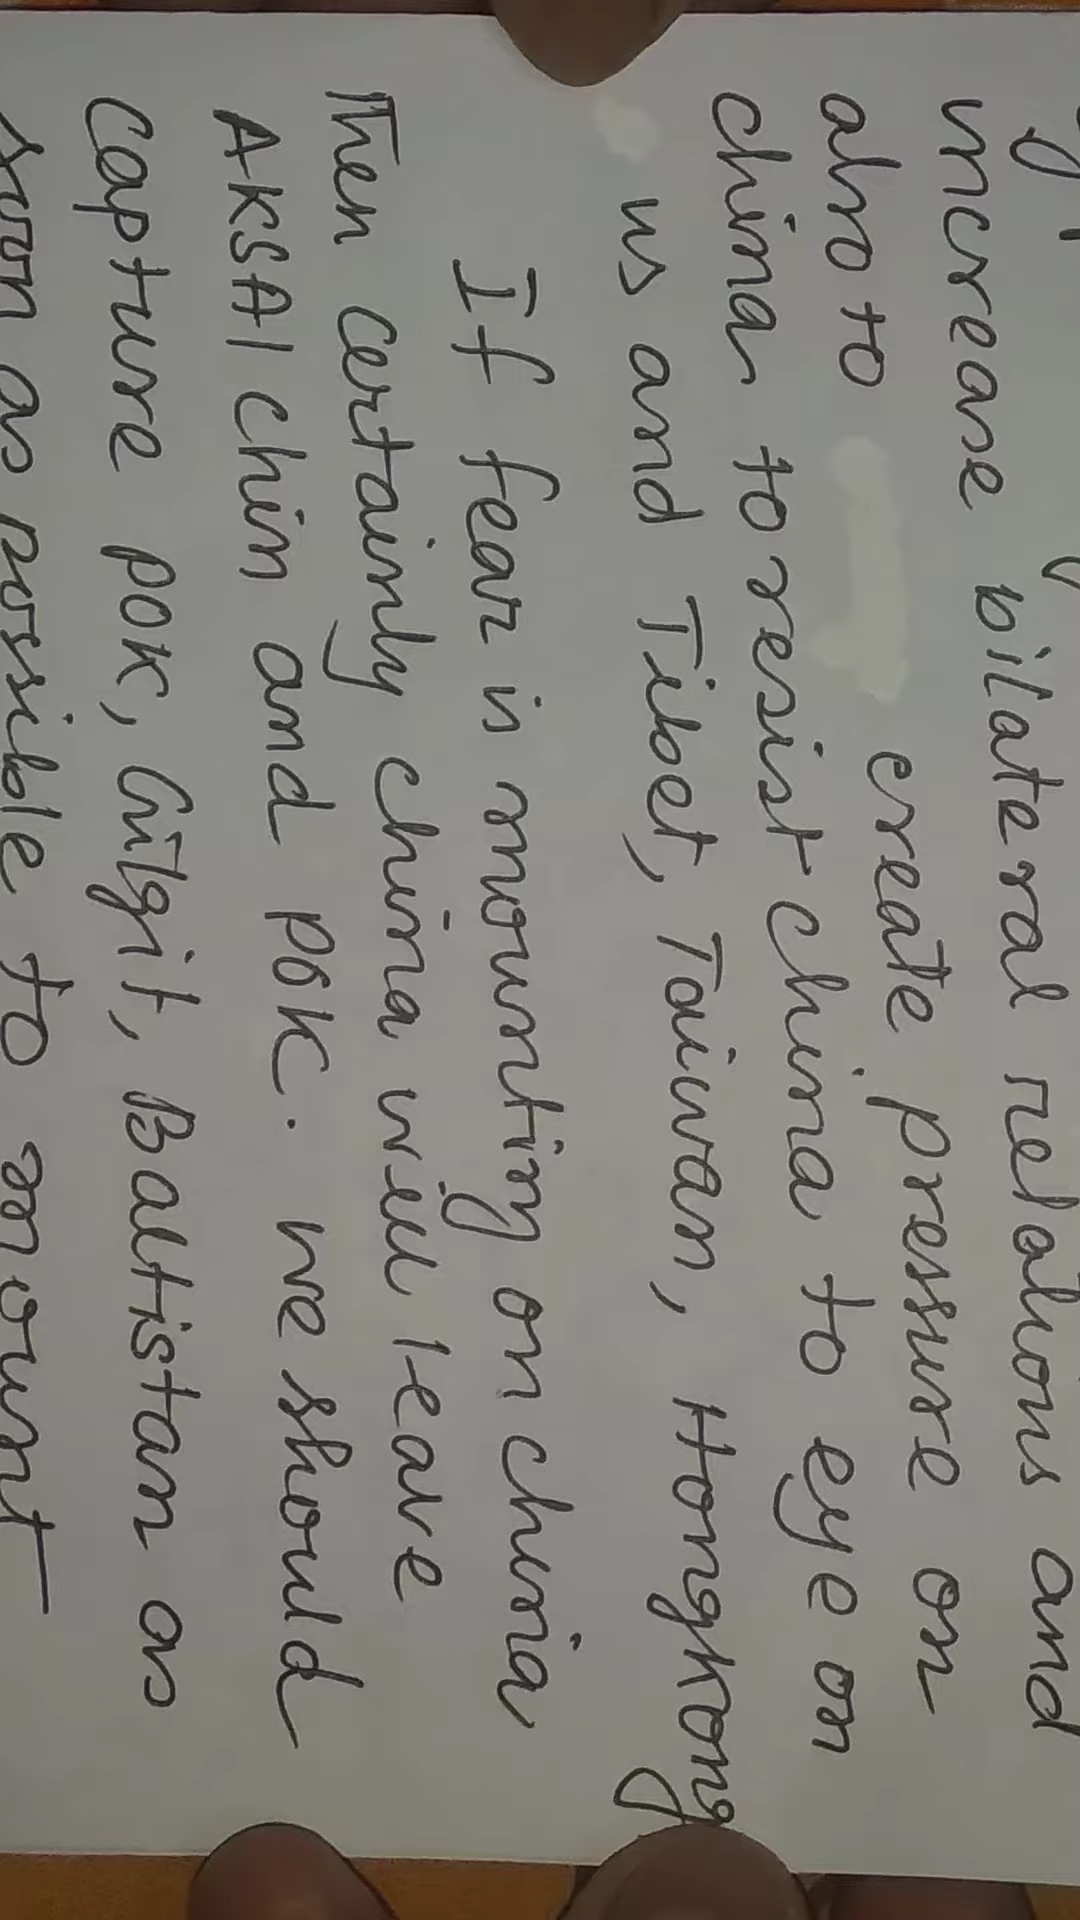 increase bilateral relations and
also to create pressure on
china to resist china to eye on
us and Tibet, Taiwan, Hongkong
If fear is mounting on china
Then certainly china will leave
AKSAI chin and POK. we should
capture POK, Gilgit, Baltistan as
soon as possible to mount